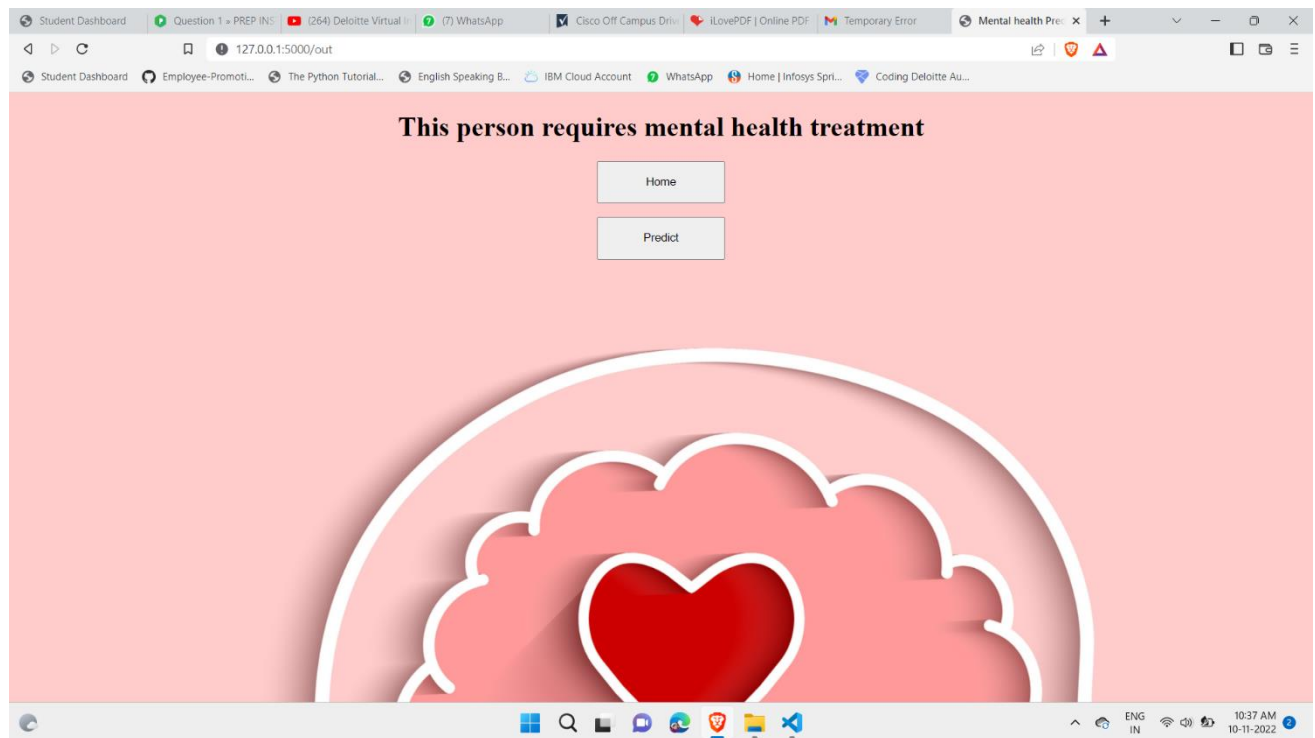 Student Dashboard Question 1 » PREP INS (264) Deloitte Virtual (7) WhatsApp Cisco Off Campus Driv iLovePDF | Online PDF Temporary Error Mental health Pre
127.0.0.1:5000/out
Student Dashboard Employee-Promoti... The Python Tutorial... English Speaking B... IBM Cloud Account WhatsApp Home | Infosys Spri... Coding Deloitte Au...
This person requires mental health treatment
Home
Predict
ENG 10:37 AM
IN 10-11-2022 2